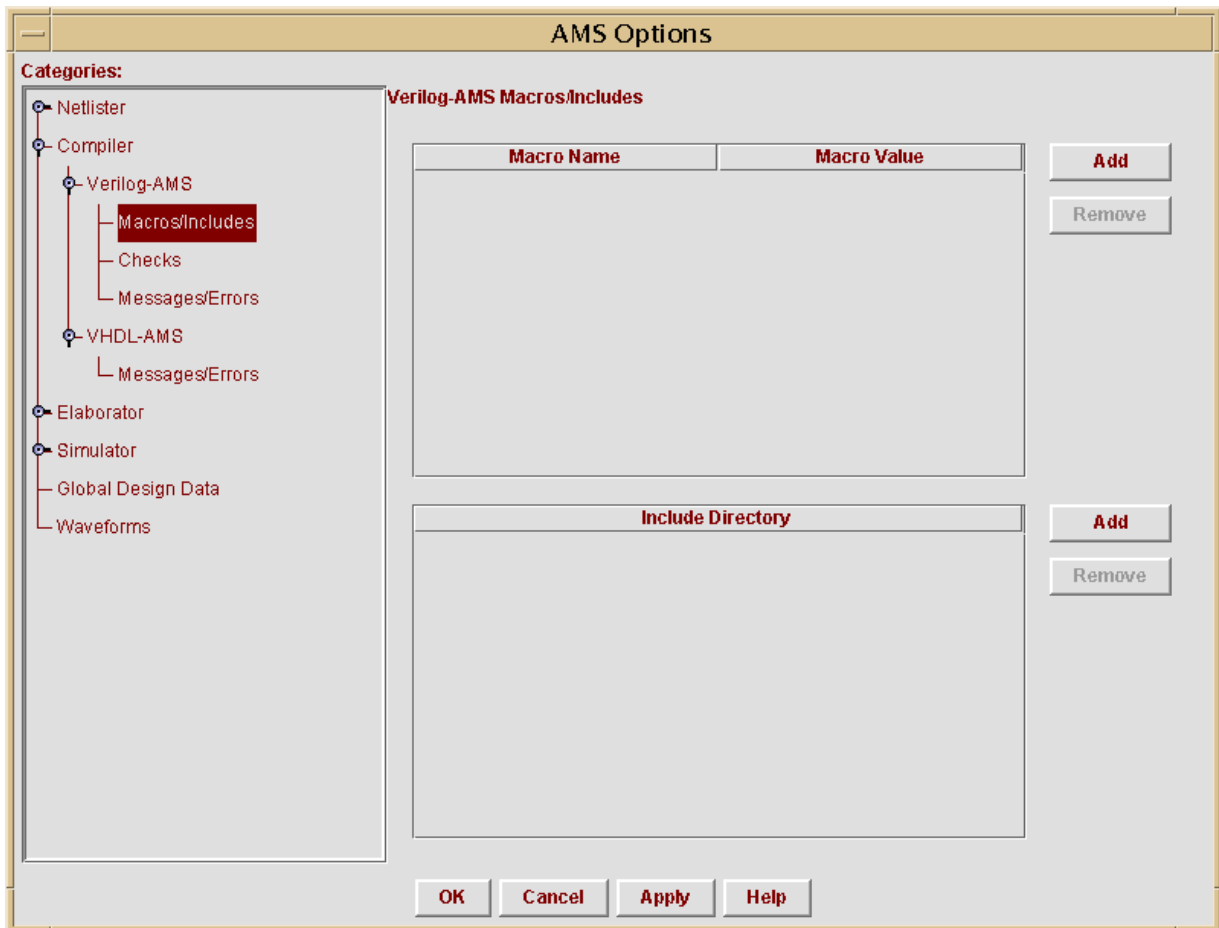 AMS Options
Categories:
Netlister
Compiler
Verilog-AMS
Macros/Includes
Checks
Messages/Errors
VHDL-AMS
Messages/Errors
Elaborator
Simulator
Global Design Data
Waveforms
Verilog-AMS Macros/Includes
Macro Name Macro Value
Add
Remove
Include Directory
Add
Remove
OK Cancel Apply Help